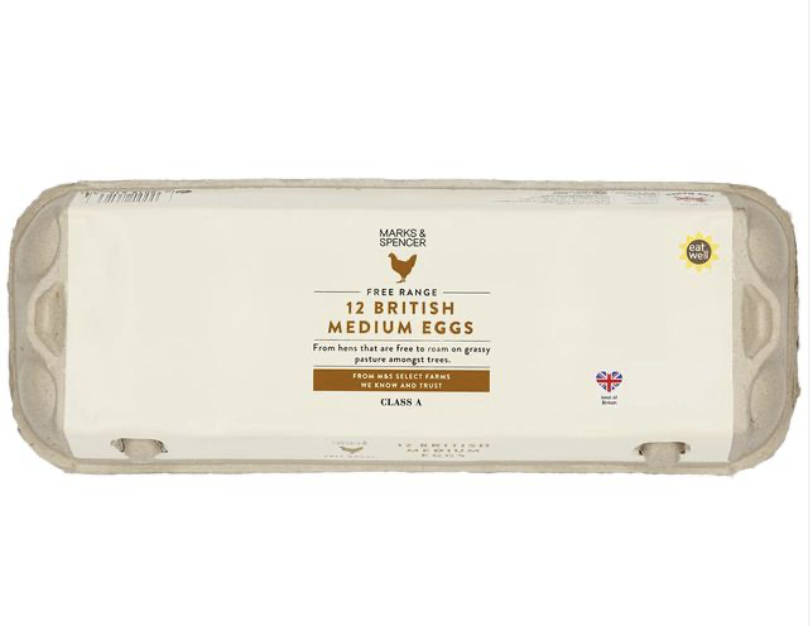 MARKS &
SPENCER
FREE RANGE
12 BRITISH
MEDIUM EGGS
From hens that are free to roam on grassy
pasture amongst trees.
FROM M&S SELECT FARMS
WE KNOW AND TRUST
CLASS A
eat
well
12 BRITISH
MEDIUM
EGGS